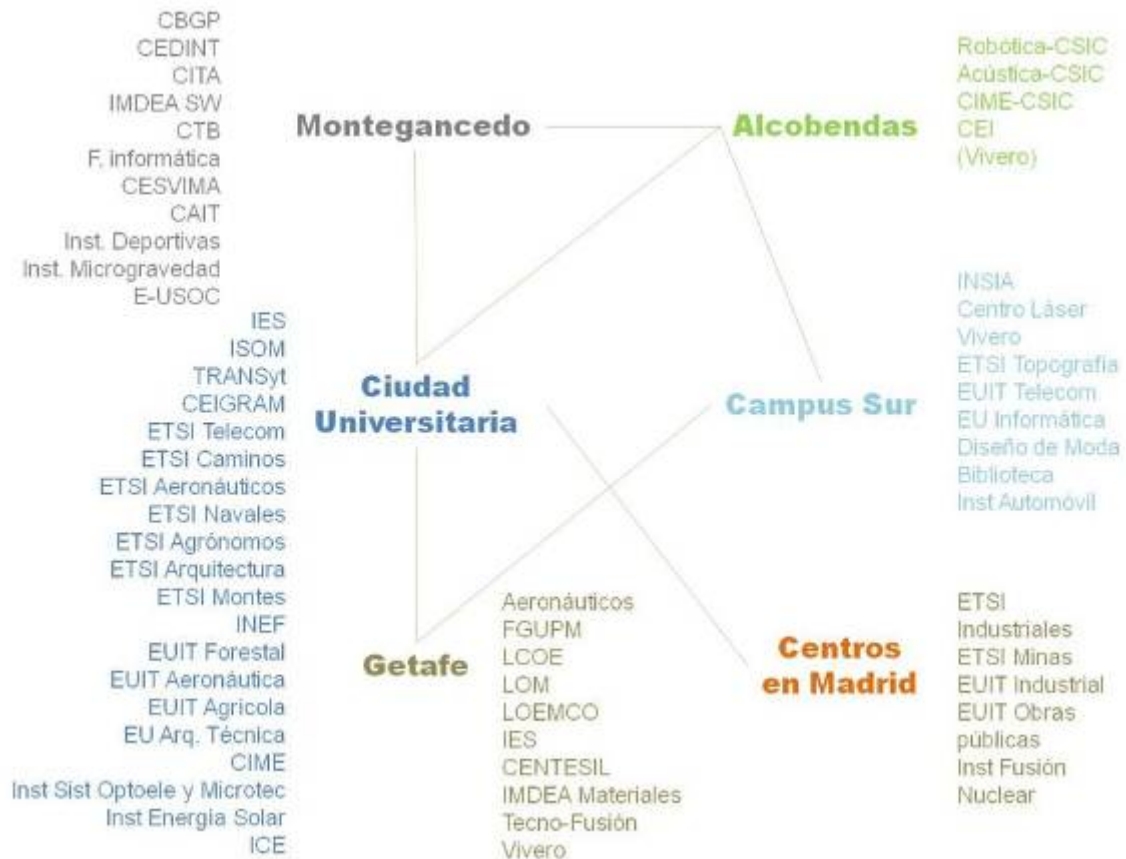 CBGP
CEDINT
CITA
IMDEA SW
CTB
F. informática
CESVIMA
CAIT
Inst. Deportivas
Inst. Microgravedad
E-USOC
Montegancedo
Alcobendas
Robótica-CSIC
Acústica-CSIC
CIME-CSIC
CEI
(Vivero)
IES
ISOM
TRANSyt
CEIGRAM
ETSI Telecom
ETSI Caminos
ETSI Aeronáuticos
ETSI Navales
ETSI Agrónomos
ETSI Arquitectura
ETSI Montes
INEF
EUIT Forestal
EUIT Aeronáutica
EUIT Agricola
EU Arq. Técnica
CIME
Inst Sist Optoele y Microtec
Inst Energia Solar
ICE
Ciudad
Universitaria
Campus Sur
INSIA
Centro Láser
Vivero
ETSI Topografia
EUIT Telecom
EU Informática
Diseño de Moda
Biblioteca
Inst Automóvil
Getafe
Aeronáuticos
FGUPM
LCOE
LOM
LOEMCO
IES
CENTESIL
IMDEA Materiales
Tecno-Fusión
Vivero
Centros
en Madrid
ETSI
Industriales
ETSI Minas
EUIT Industrial
EUIT Obras
públicas
Inst Fusión
Nuclear